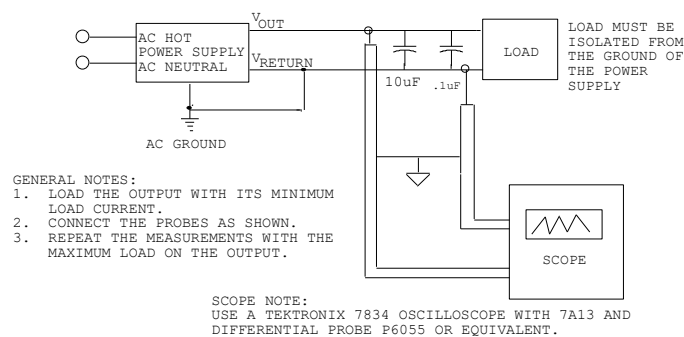 V OUT
AC HOT
POWER SUPPLY
AC NEUTRAL
V RETURN
10uF
.1uF
LOAD
LOAD MUST BE
ISOLATED FROM
THE GROUND OF
THE POWER
SUPPLY
AC GROUND
GENERAL NOTES:
1. LOAD THE OUTPUT WITH ITS MINIMUM
LOAD CURRENT.
2. CONNECT THE PROBES AS SHOWN.
3. REPEAT THE MEASUREMENTS WITH THE
MAXIMUM LOAD ON THE OUTPUT.
SCOPE
SCOPE NOTE:
USE A TEKTRONIX 7834 OSCILLOSCOPE WITH 7A13 AND
DIFFERENTIAL PROBE P6055 OR EQUIVALENT.